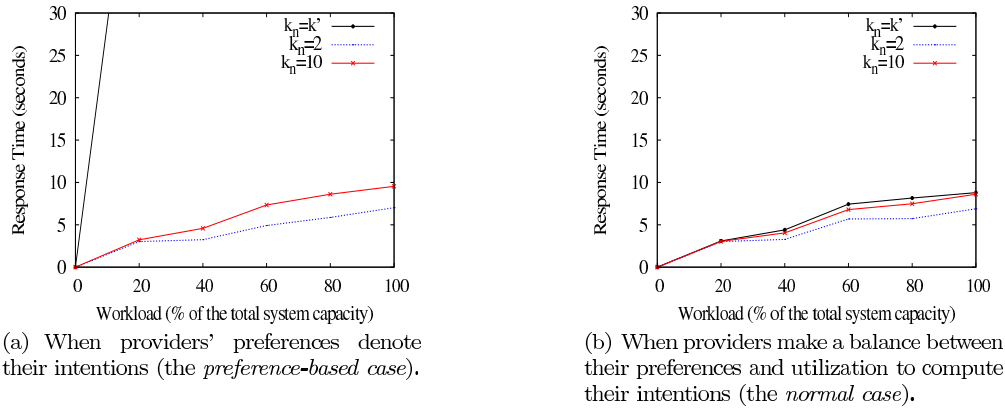 30
25
20
15
10
5
0
Response Time (seconds)
k_n=k'
k_n=2
k_n=10
0 20 40 60 80 100
Workload (% of the total system capacity)
(a) When providers' preferences denote
their intentions (the preference-based case).
30
25
20
15
10
5
0
Response Time (seconds)
k_n=k'
k_n=2
k_n=10
0 20 40 60 80 100
Workload (% of the total system capacity)
(b) When providers make a balance between
their preferences and utilization to compute
their intentions (the normal case).